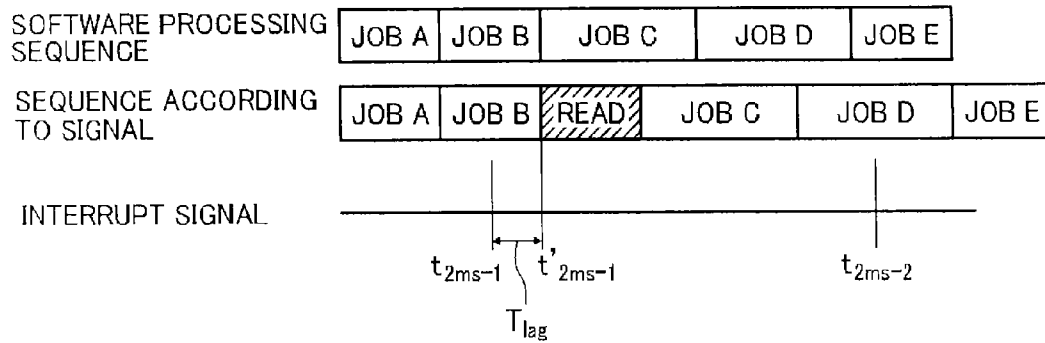 SOFTWARE PROCESSING
SEQUENCE
JOB A JOB B JOB C JOB D JOB E
SEQUENCE ACCORDING
TO SIGNAL
JOB A JOB B READ JOB C JOB D JOB E
INTERRUPT SIGNAL
t2ms-1 t'2ms-1 t2ms-2
Tlag